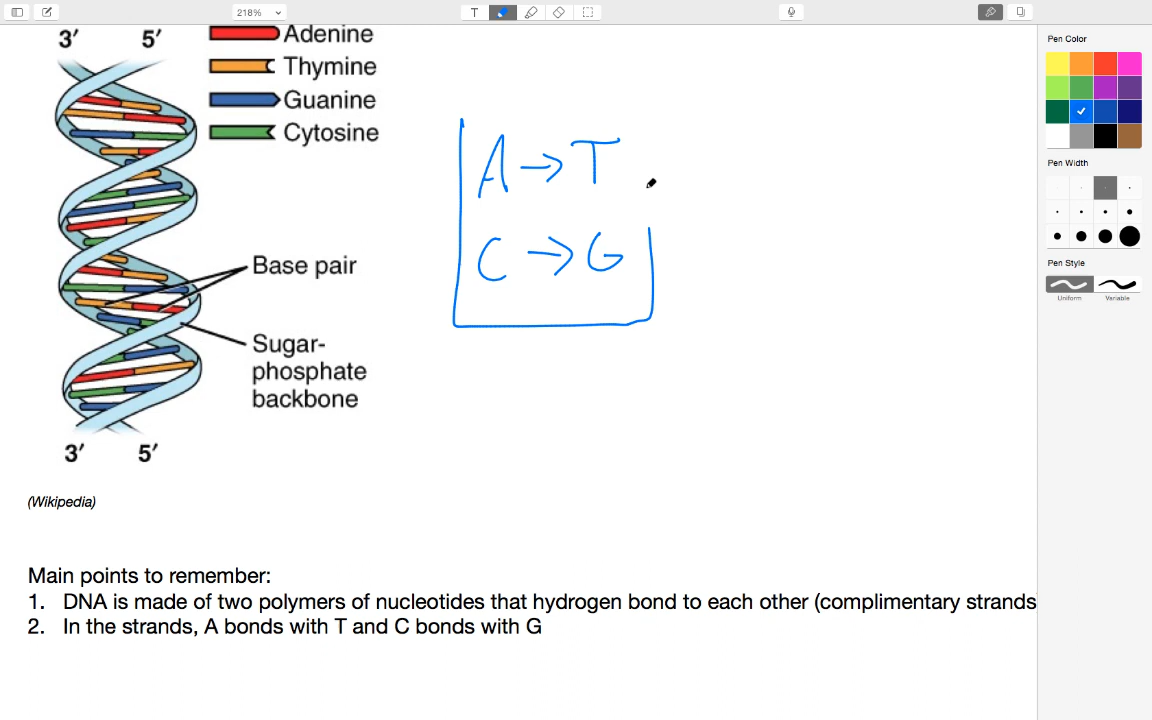 218%
T
Pen Color
3′ 5′
Adenine
Thymine
Guanine
Cytosine
A → T
C → G
Pen Width
Base pair
Pen Style
Uniform Variable
Sugar-
phosphate
backbone
3′ 5′
(Wikipedia)
Main points to remember:
1. DNA is made of two polymers of nucleotides that hydrogen bond to each other (complimentary strands
2. In the strands, A bonds with T and C bonds with G